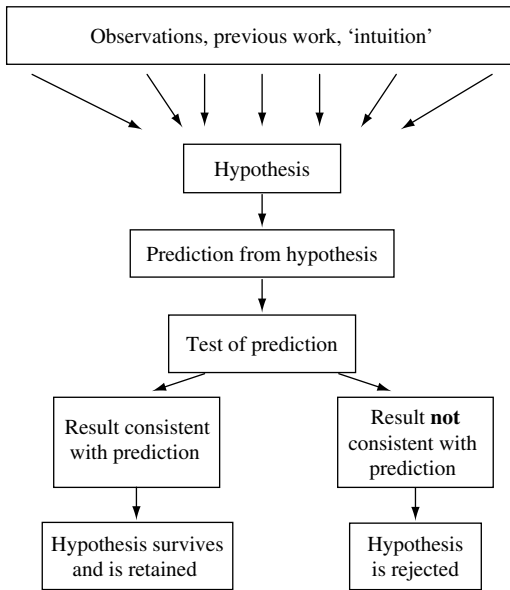 Observations, previous work, ‘intuition’
Hypothesis
Prediction from hypothesis
Test of prediction
Result consistent
with prediction
Result not
consistent with
prediction
Hypothesis survives
and is retained
Hypothesis
is rejected